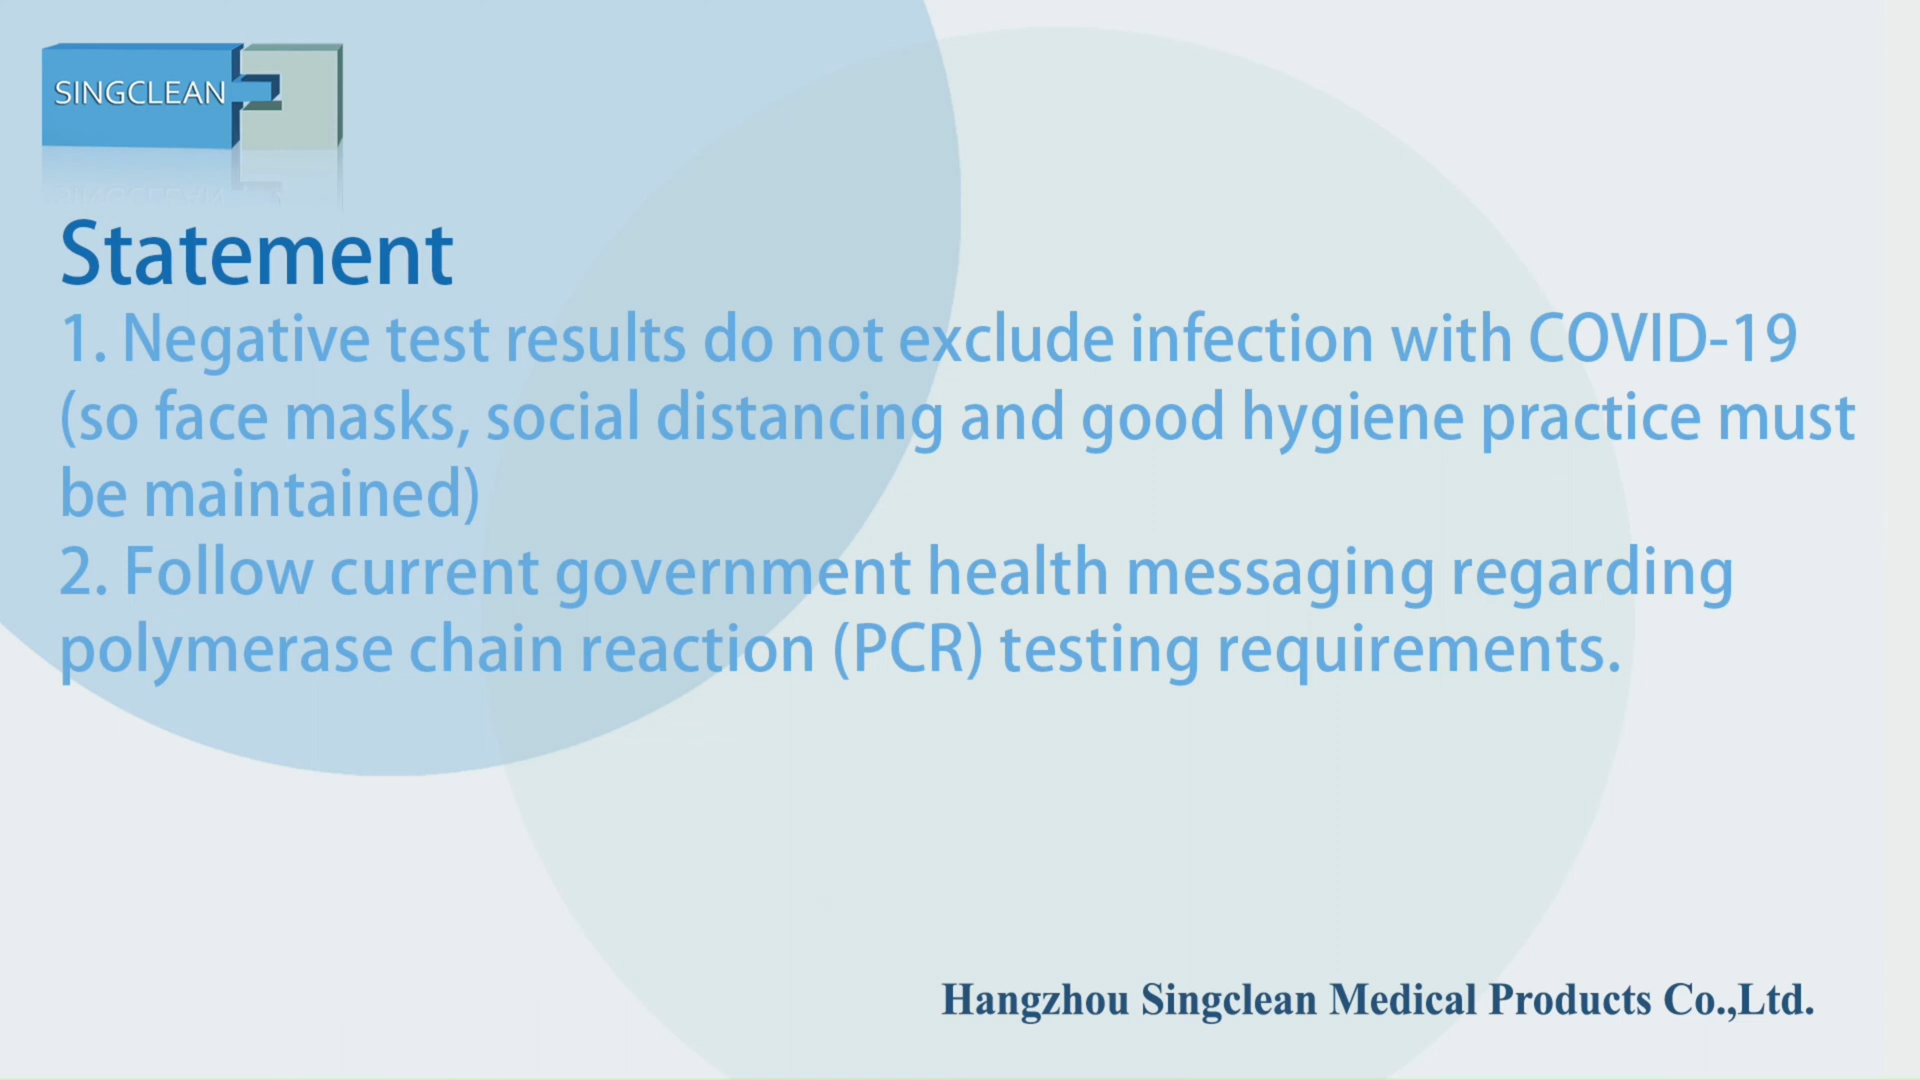 SINGCLEAN
Statement
1. Negative test results do not exclude infection with COVID-19
(so face masks, social distancing and good hygiene practice must
be maintained)
2. Follow current government health messaging regarding
polymerase chain reaction (PCR) testing requirements.
Hangzhou Singclean Medical Products Co.,Ltd.